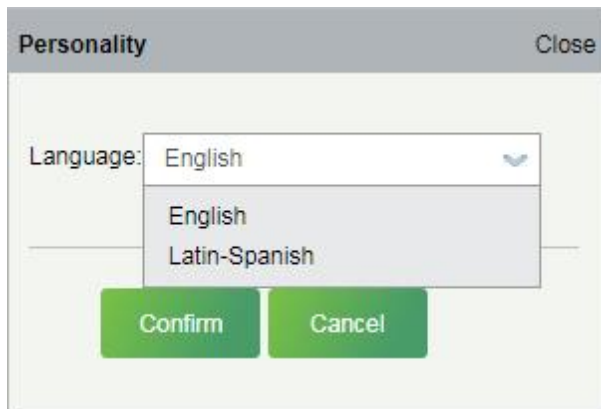 Personality Close
Language: English
English
Latin-Spanish
Confirm Cancel